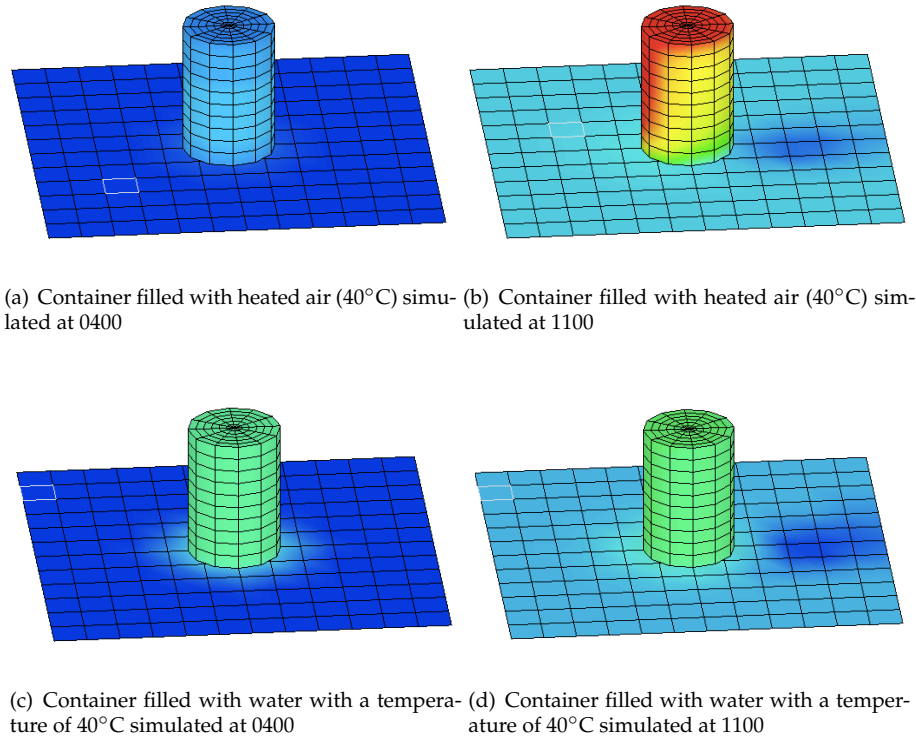 (a) Container filled with heated air (40°C) simu-
lated at 0400
(b) Container filled with heated air (40°C) sim-
ulated at 1100
(c) Container filled with water with a tempera-
ture of 40°C simulated at 0400
(d) Container filled with water with a temper-
ature of 40°C simulated at 1100